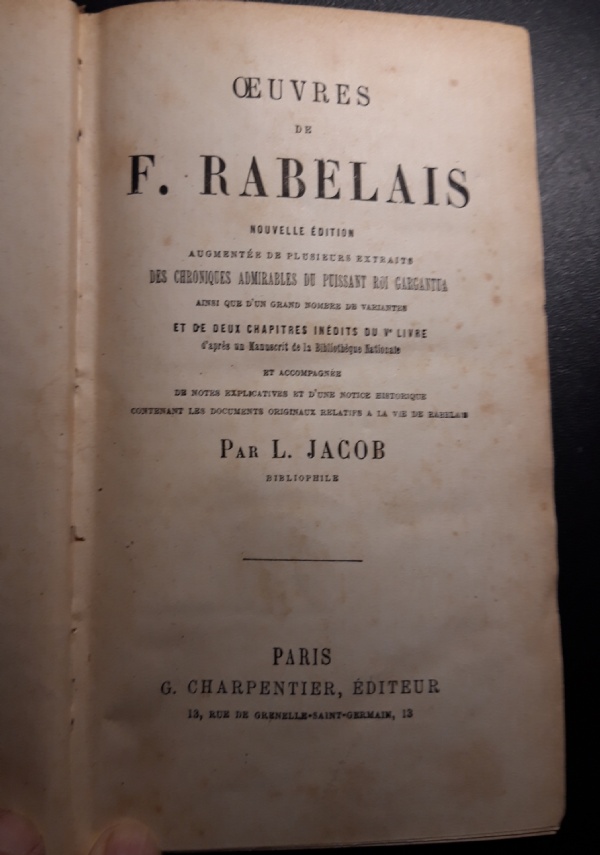 ŒUVRES
DE
F. RABELAIS
NOUVELLE ÉDITION
AUGMENTÉE DE PLUSIEURS EXTRAITS
DES CHRONIQUES ADMIRABLES DU PUISSANT ROI GARGANTUA
AINSI QUE D'UN GRAND NOMBRE DE VARIANTES
ET DE DEUX CHAPITRES INÉDITS DU Ve LIVRE
d'après un Manuscrit de la Bibliothèque Nationale
ET ACCOMPAGNÉE
DE NOTES EXPLICATIVES ET D'UNE NOTICE HISTORIQUE
CONTENANT LES DOCUMENTS ORIGINAUX RELATIFS A LA VIE DE RABELAIS
PAR L. JACOB
BIBLIOPHILE
PARIS
G. CHARPENTIER, ÉDITEUR
13, RUE DE GRENELLE-SAINT-GERMAIN, 13